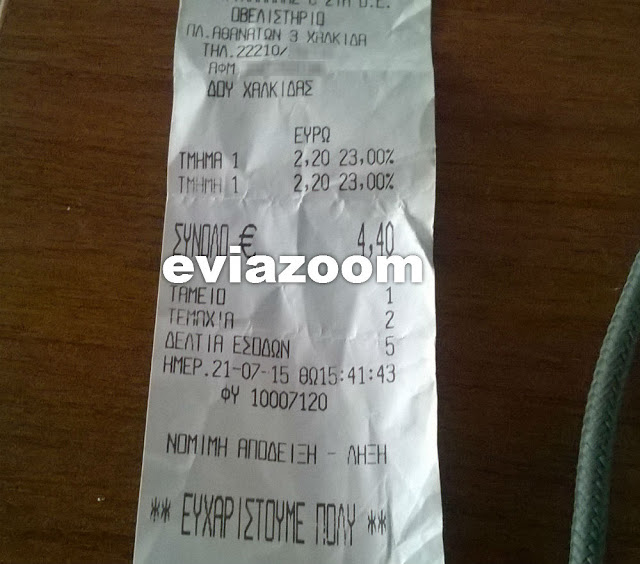 Ο.Ε.
ΟΒΕΛΙΣΤΗΡΙΟ
ΠΛ.ΑΘΑΝΑΤΩΝ 3 ΧΑΛΚΙΔΑ
ΤΗΛ.22210/
ΑΦΜ
ΔΟΥ ΧΑΛΚΙΔΑΣ
ΕΥΡΩ
ΤΜΗΜΑ 1 2,20 23,00%
ΤΜΗΜΗ 1 2,20 23,00%
ΣΥΝΟΛΟ € 4,40
eviazoom
ΤΑΜΕΙΟ 1
ΤΕΜΑΧΙΑ 2
ΔΕΛΤΙΑ ΕΣΟΔΩΝ 5
ΗΜΕΡ.21-07-15 ΘΩ15:41:43
ΦΥ 10007120
ΝΟΜΙΜΗ ΑΠΟΔΕΙΞΗ - ΛΗΞΗ
** ΕΥΧΑΡΙΣΤΟΥΜΕ ΠΟΛΥ **